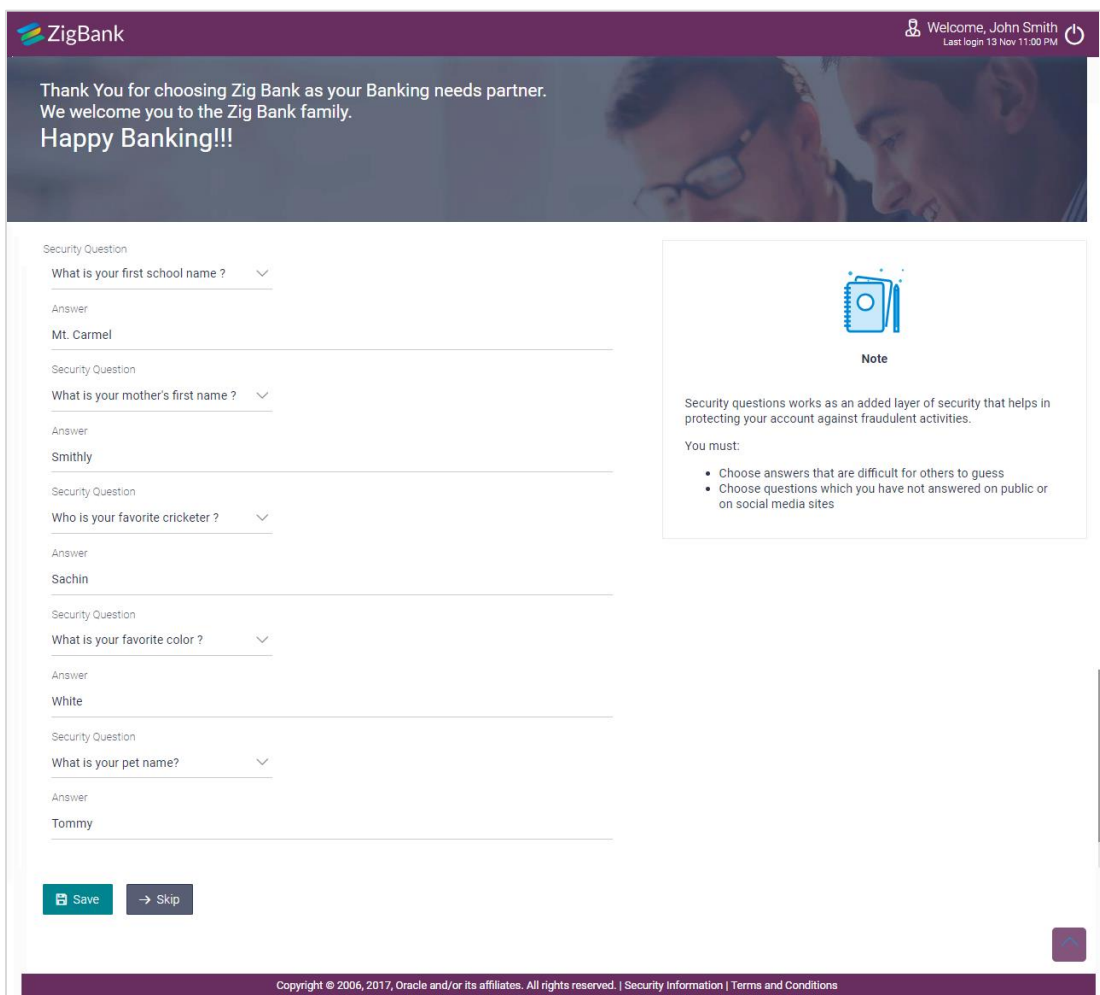 ZigBank
Welcome, John Smith
Last login 13 Nov 11:00 PM
Thank You for choosing Zig Bank as your Banking needs partner.
We welcome you to the Zig Bank family.
Happy Banking!!!
Security Question
What is your first school name ?
Answer
Mt. Carmel
Security Question
What is your mother's first name ?
Answer
Smithly
Security Question
Who is your favorite cricketer ?
Answer
Sachin
Security Question
What is your favorite color ?
Answer
White
Security Question
What is your pet name?
Answer
Tommy
Save
Skip
Note
Security questions works as an added layer of security that helps in
protecting your account against fraudulent activities.
You must:
• Choose answers that are difficult for others to guess
• Choose questions which you have not answered on public or
on social media sites
Copyright © 2006, 2017, Oracle and/or its affiliates. All rights reserved. | Security Information | Terms and Conditions